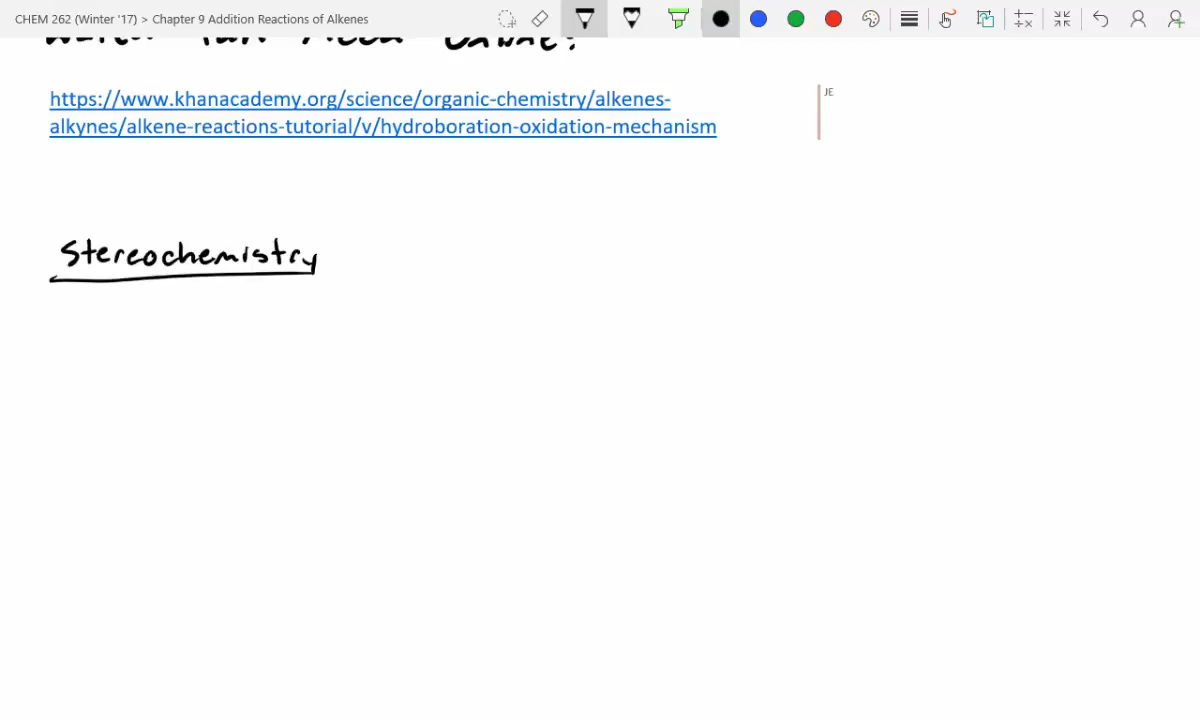 CHEM 262 (Winter '17) > Chapter 9 Addition Reactions of Alkenes
https://www.khanacademy.org/science/organic-chemistry/alkenes-
alkynes/alkene-reactions-tutorial/v/hydroboration-oxidation-mechanism
JE
Stereochemistry